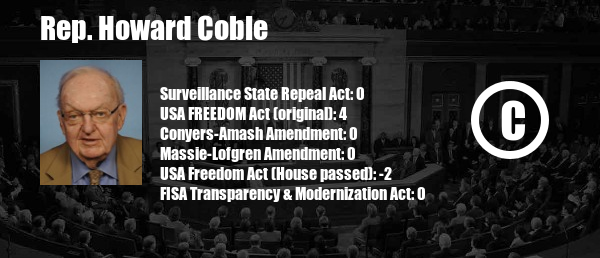 Rep. Howard Coble
Surveillance State Repeal Act: 0
USA FREEDOM Act (original): 4
Conyers-Amash Amendment: 0
Massie-Lofgren Amendment: 0
USA Freedom Act (House passed): -2
FISA Transparency & Modernization Act: 0
C